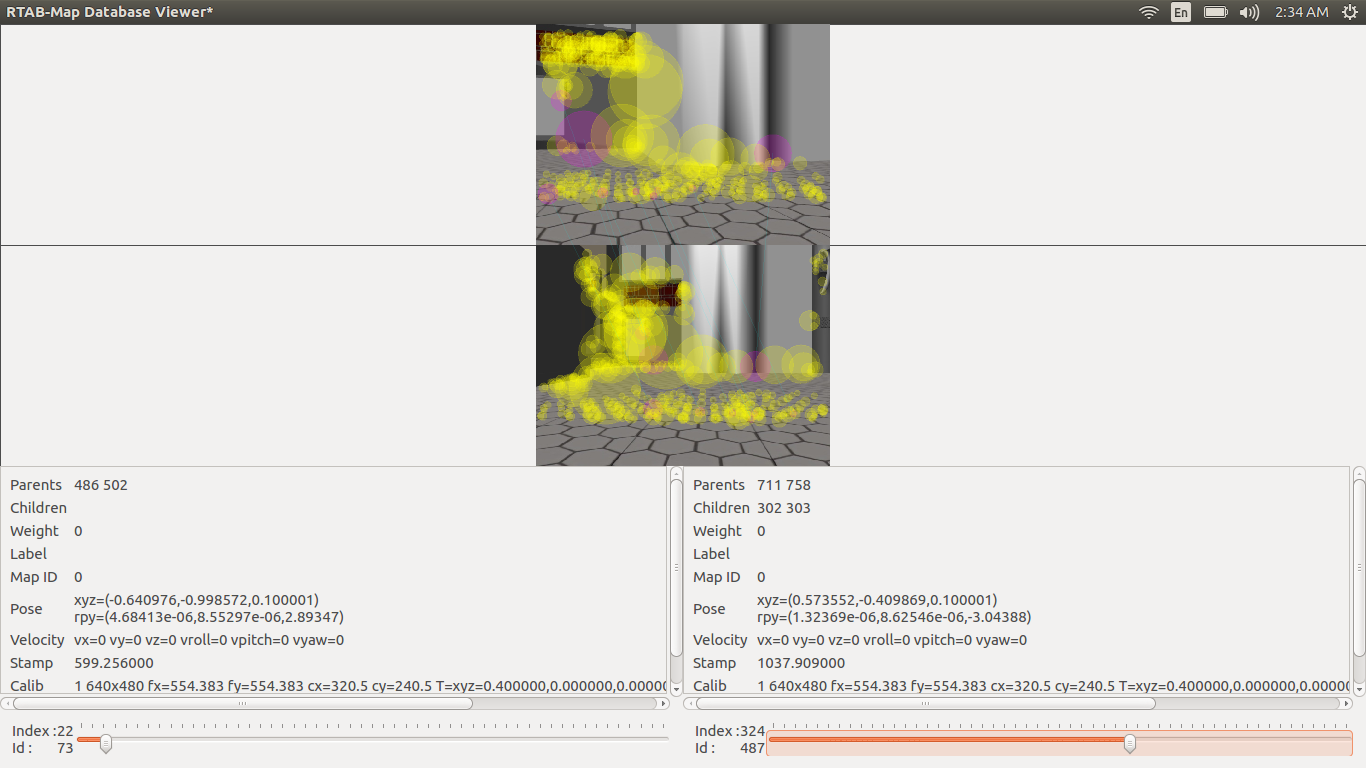 RTAB-Map Database Viewer*
En
2:34 AM
Parents 486 502
Children
Weight 0
Label
Map ID 0
Pose xyz=(-0.640976,-0.998572,0.100001)
rpy=(4.68413e-06,8.55297e-06,2.89347)
Velocity vx=0 vy=0 vz=0 vroll=0 vpitch=0 vyaw=0
Stamp 599.256000
Calib 1 640x480 fx=554.383 fy=554.383 cx=320.5 cy=240.5 T=xyz=0.400000,0.000000,0.0000
Index :22
Id : 73
Parents 711 758
Children 302 303
Weight 0
Label
Map ID 0
Pose xyz=(0.573552,-0.409869,0.100001)
rpy=(1.32369e-06,8.62546e-06,-3.04388)
Velocity vx=0 vy=0 vz=0 vroll=0 vpitch=0 vyaw=0
Stamp 1037.909000
Calib 1 640x480 fx=554.383 fy=554.383 cx=320.5 cy=240.5 T=xyz=0.400000,0.000000,0.0000
Index :324
Id : 487